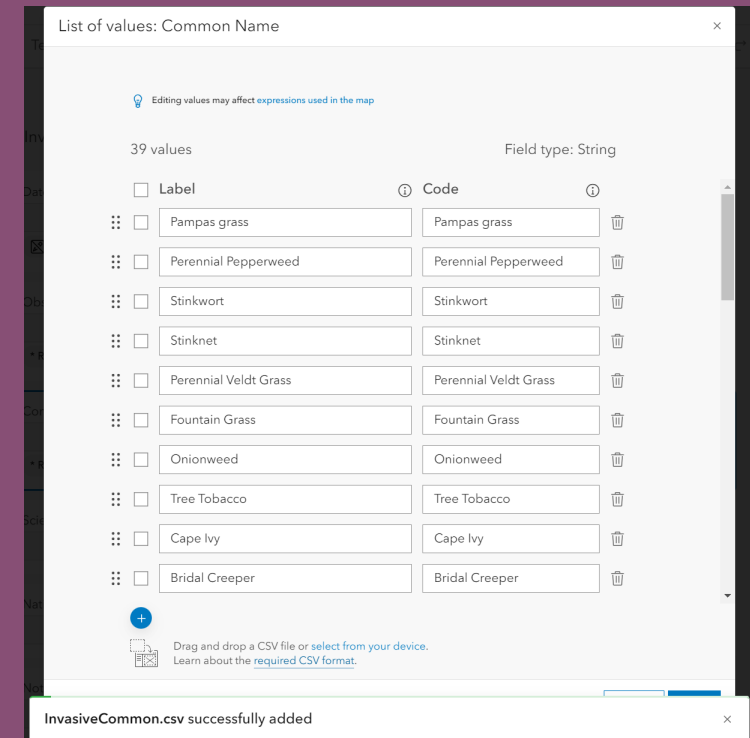 List of values: Common Name
Editing values may affect expressions used in the map
39 values Field type: String
Label Code
Pampas grass Pampas grass
Perennial Pepperweed Perennial Pepperweed
Stinkwort Stinkwort
Stinknet Stinknet
Perennial Veldt Grass Perennial Veldt Grass
Fountain Grass Fountain Grass
Onionweed Onionweed
Tree Tobacco Tree Tobacco
Cape Ivy Cape Ivy
Bridal Creeper Bridal Creeper
Drag and drop a CSV file or select from your device.
Learn about the required CSV format.
InvasiveCommon.csv successfully added